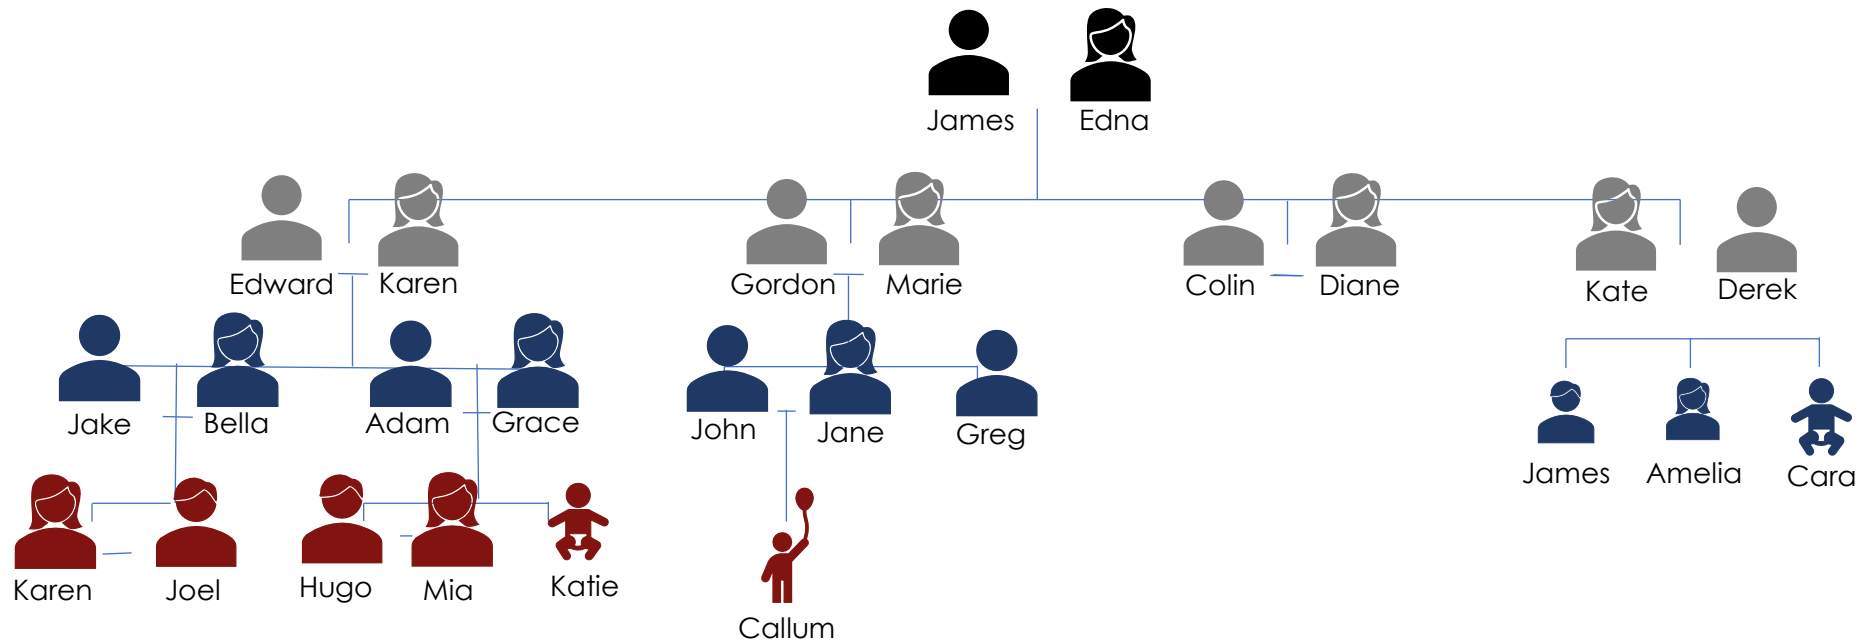 James
Edna
Edward
Karen
Gordon
Marie
Colin
Diane
Kate
Derek
Jake
Bella
Adam
Grace
John
Jane
Greg
James
Amelia
Cara
Karen
Joel
Hugo
Mia
Katie
Callum